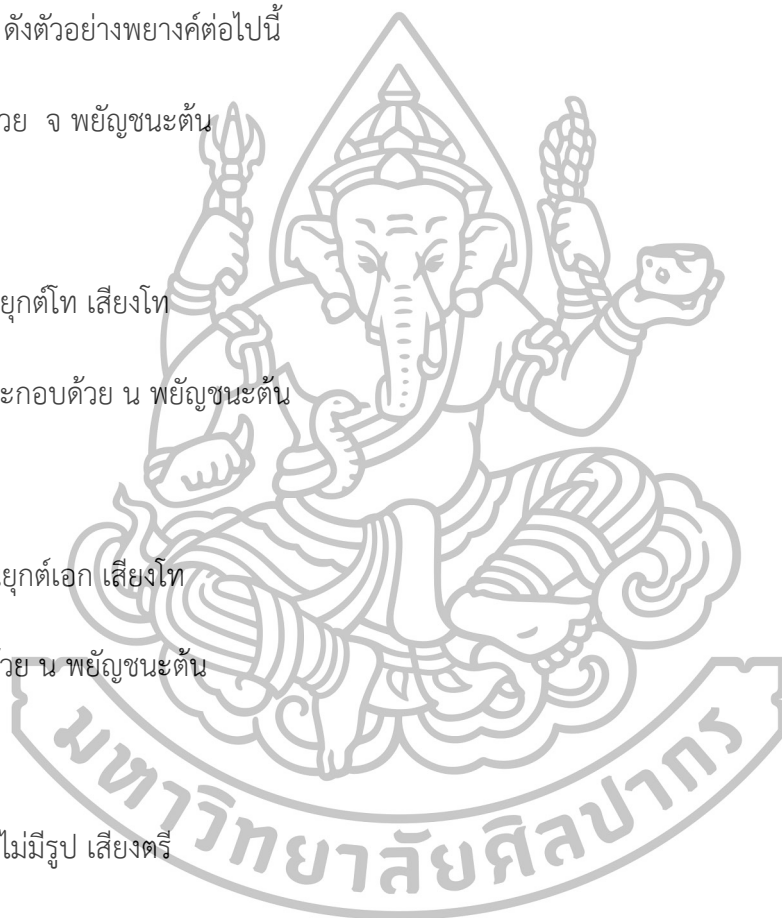 ดังตัวอย่างพยางค์ต่อไปนี้
วย จ พยัญชนะต้น
ยุกต์โท เสียงโท
ะกอบด้วย น พยัญชนะต้น
ยุกต์เอก เสียงโท
วย น พยัญชนะต้น
ไม่มีรูป เสียงตรี
มหาวิทยาลัยศิลปากร